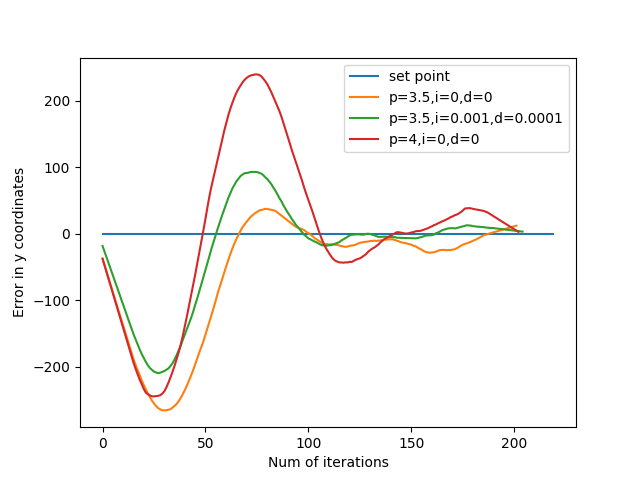 set point
p=3.5,i=0,d=0
p=3.5,i=0.001,d=0.0001
p=4,i=0,d=0
200
100
0
−100
−200
Error in y coordinates
0 50 100 150 200
Num of iterations